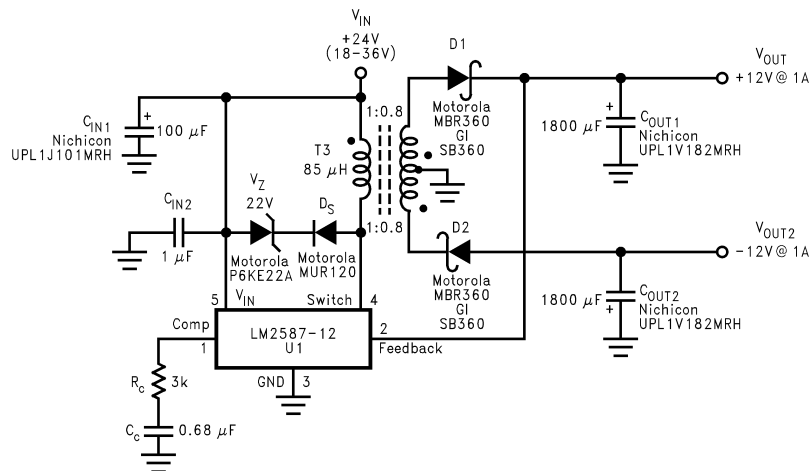 V_IN
+24V
(18-36V)
D1
V_OUT
+12V@ 1A
C_IN1
Nichicon
UPL1J101MRH
+
100 µF
1:0.8
Motorola
MBR360
GI
SB360
+
1800 µF
C_OUT1
Nichicon
UPL1V182MRH
T3
85 µH
V_Z
22V
D_S
C_IN2
1 µF
Motorola
P6KE22A
Motorola
MUR120
1:0.8
D2
Motorola
MBR360
GI
SB360
V_OUT2
-12V@ 1A
1800 µF
+
C_OUT2
Nichicon
UPL1V182MRH
5
V_IN
Switch
4
Comp
1
LM2587-12
U1
2
Feedback
GND
3
R_c
3k
C_c
0.68 µF